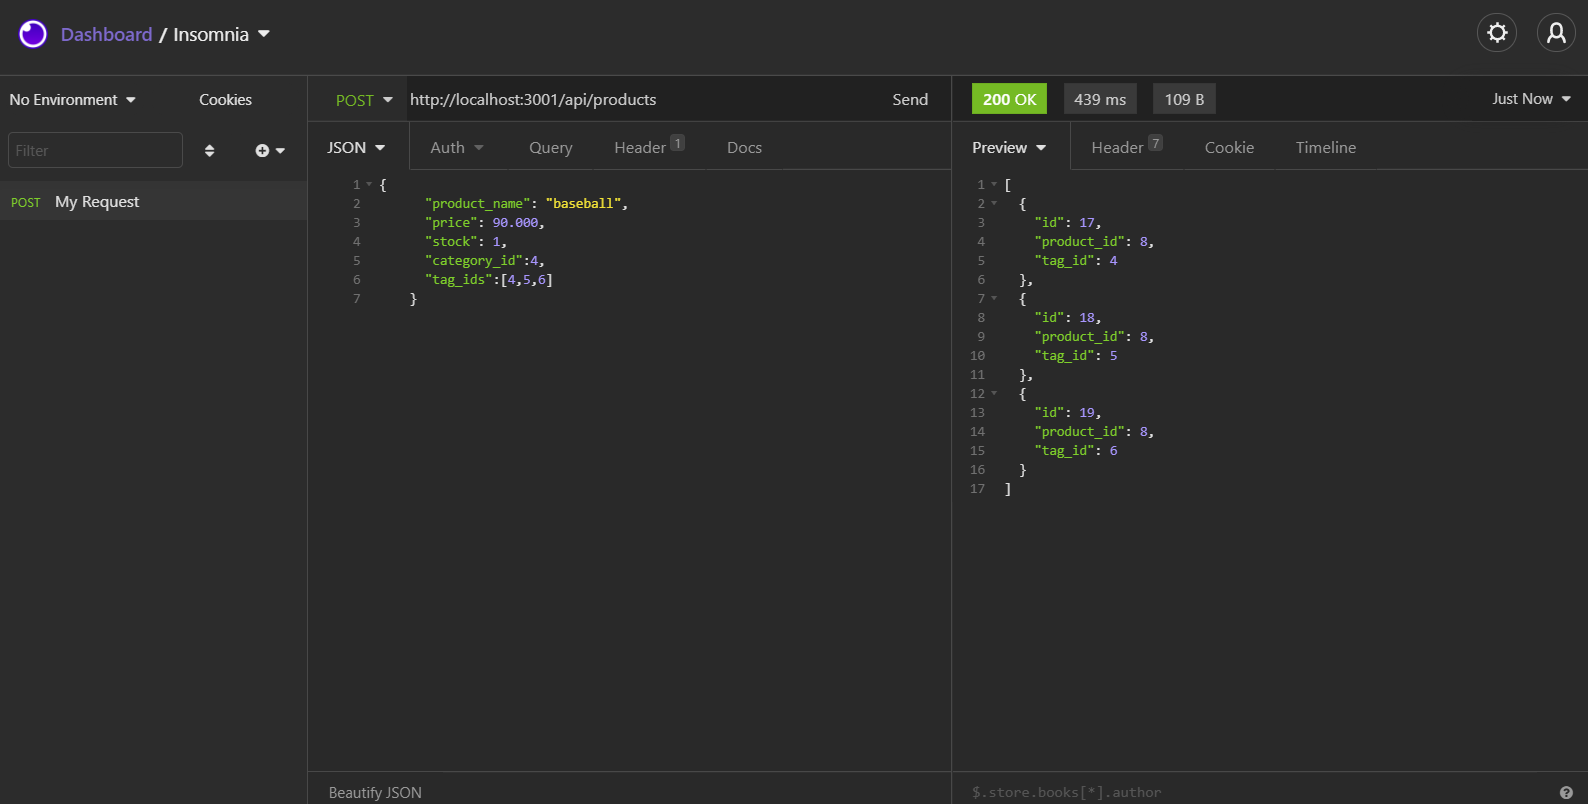 Dashboard / Insomnia
No Environment
Cookies
Filter
POST My Request
POST http://localhost:3001/api/products Send
JSON Auth Query Header 1 Docs
1 {
2 "product_name": "baseball",
3 "price": 90.000,
4 "stock": 1,
5 "category_id":4,
6 "tag_ids":[4,5,6]
7 }
Beautify JSON
200 OK 439 ms 109 B Just Now
Preview Header 7 Cookie Timeline
1 [
2 {
3 "id": 17,
4 "product_id": 8,
5 "tag_id": 4
6 },
7 {
8 "id": 18,
9 "product_id": 8,
10 "tag_id": 5
11 },
12 {
13 "id": 19,
14 "product_id": 8,
15 "tag_id": 6
16 }
17 ]
$.store.books[*].author ?